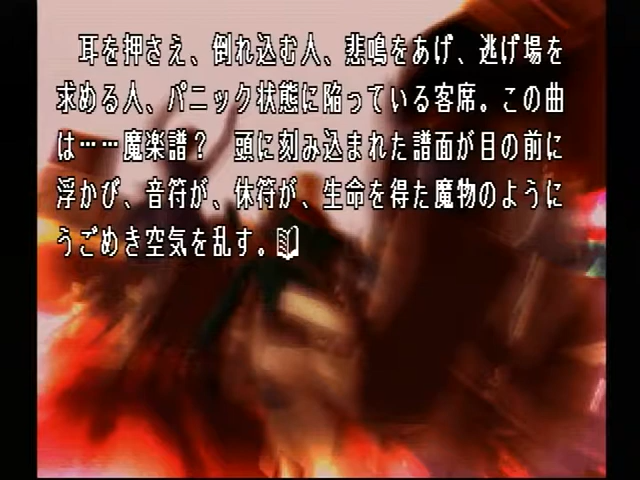 耳を押さえ、倒れ込む人、悲鳴をあげ、逃げ場を
求める人、パニック状態に陥っている客席。この曲
は……魔楽譜？　頭に刻み込まれた譜面が目の前に
浮かび、音符が、休符が、生命を得た魔物のように
うごめき空気を乱す。